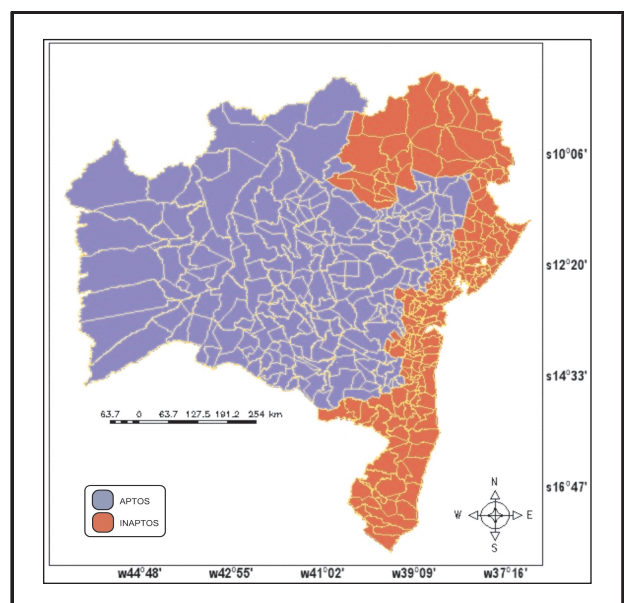 s10°06'
s12°20'
s14°33'
63.7 0 63.7 127.5 191.2 254 km
s16°47'
APTOS
INAPTOS
N
W E
S
w44°48' w42°55' w41°02' w39°09' w37°16'